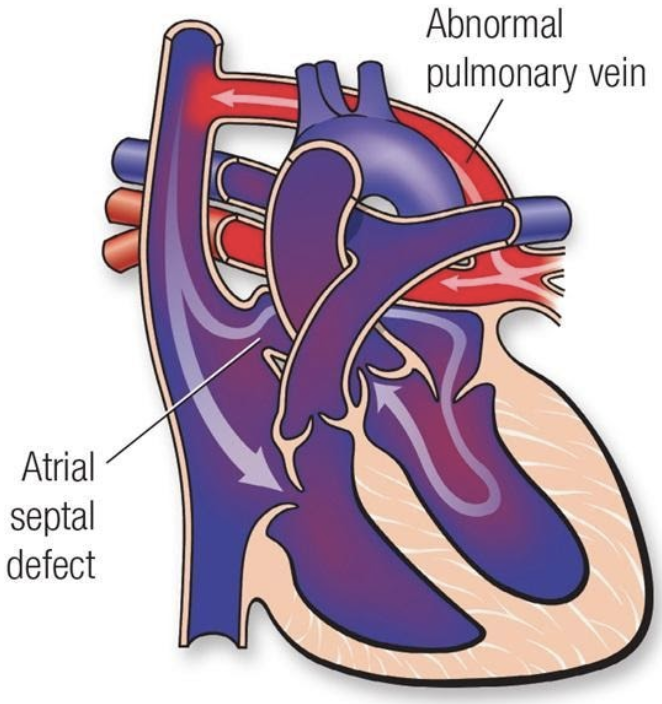 Abnormal
pulmonary vein
Atrial
septal
defect